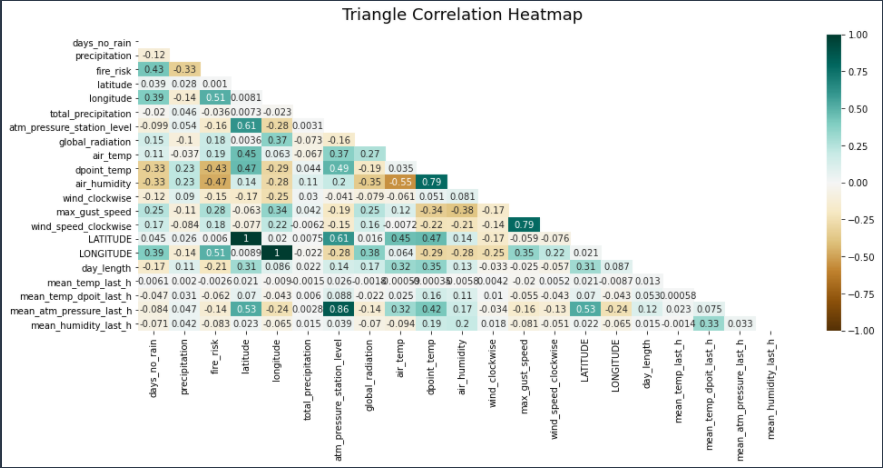 Triangle Correlation Heatmap
days_no_rain
precipitation -0.12
fire_risk 0.43 -0.33
latitude 0.039 0.028 0.001
longitude 0.39 -0.14 0.51 0.0081
total_precipitation -0.02 0.046 -0.036 0.0073 -0.023
atm_pressure_station_level -0.099 0.054 -0.16 0.61 -0.28 0.0031
global_radiation 0.15 -0.1 0.18 0.0036 0.37 -0.073 -0.16
air_temp 0.11 -0.037 0.19 0.45 0.063 -0.067 0.37 0.27
dpoint_temp -0.33 0.23 -0.43 0.47 -0.29 0.044 0.49 -0.19 0.035
air_humidity -0.33 0.23 -0.47 0.14 -0.28 0.11 0.2 -0.35 -0.55 0.79
wind_clockwise -0.12 0.09 -0.15 -0.17 -0.25 0.03 -0.041 -0.079 -0.061 0.051 0.081
max_gust_speed 0.25 -0.11 0.28 -0.063 0.34 0.042 -0.19 0.25 0.12 -0.34 -0.38 -0.17
wind_speed_clockwise 0.17 -0.084 0.18 -0.077 0.22 -0.0062 -0.15 0.16 0.0072 -0.22 -0.21 -0.14 0.79
LATITUDE 0.045 0.026 0.006 1 0.02 0.0075 0.61 0.016 0.45 0.47 0.14 -0.17 -0.059 -0.076
LONGITUDE 0.39 -0.14 0.51 0.0089 1 -0.022 -0.28 0.38 0.064 -0.29 -0.28 -0.25 0.35 0.22 0.021
day_length -0.17 0.11 -0.21 0.31 0.086 0.022 0.14 0.17 0.32 0.35 0.13 -0.033 -0.025 -0.057 0.31 0.087
mean_temp_last_h 0.0061 0.002 -0.0026 0.021 -0.009 -0.0015 0.026 -0.0018 0.0058 0.0042 -0.02 0.0052 0.021 -0.0087 0.013
mean_temp_dpoit_last_h -0.047 0.031 -0.062 0.07 -0.043 0.006 0.088 -0.022 0.025 0.16 0.11 0.01 -0.055 -0.043 0.07 -0.043 0.053 0.00058
mean_atm_pressure_last_h -0.084 0.047 -0.14 0.53 -0.24 0.0028 0.86 -0.14 0.32 0.42 0.17 -0.034 -0.16 -0.13 0.53 -0.24 0.12 0.023 0.075
mean_humidity_last_h -0.071 0.042 -0.083 0.023 -0.065 0.015 0.039 -0.07 -0.094 0.19 0.2 0.018 -0.081 -0.051 0.022 -0.065 0.015 -0.0014 0.33 0.033
days_no_rain
precipitation
fire_risk
latitude
longitude
total_precipitation
atm_pressure_station_level
global_radiation
air_temp
dpoint_temp
air_humidity
wind_clockwise
max_gust_speed
wind_speed_clockwise
LATITUDE
LONGITUDE
day_length
mean_temp_last_h
mean_temp_dpoit_last_h
mean_atm_pressure_last_h
mean_humidity_last_h
1.00
0.75
0.50
0.25
0.00
−0.25
−0.50
−0.75
−1.00